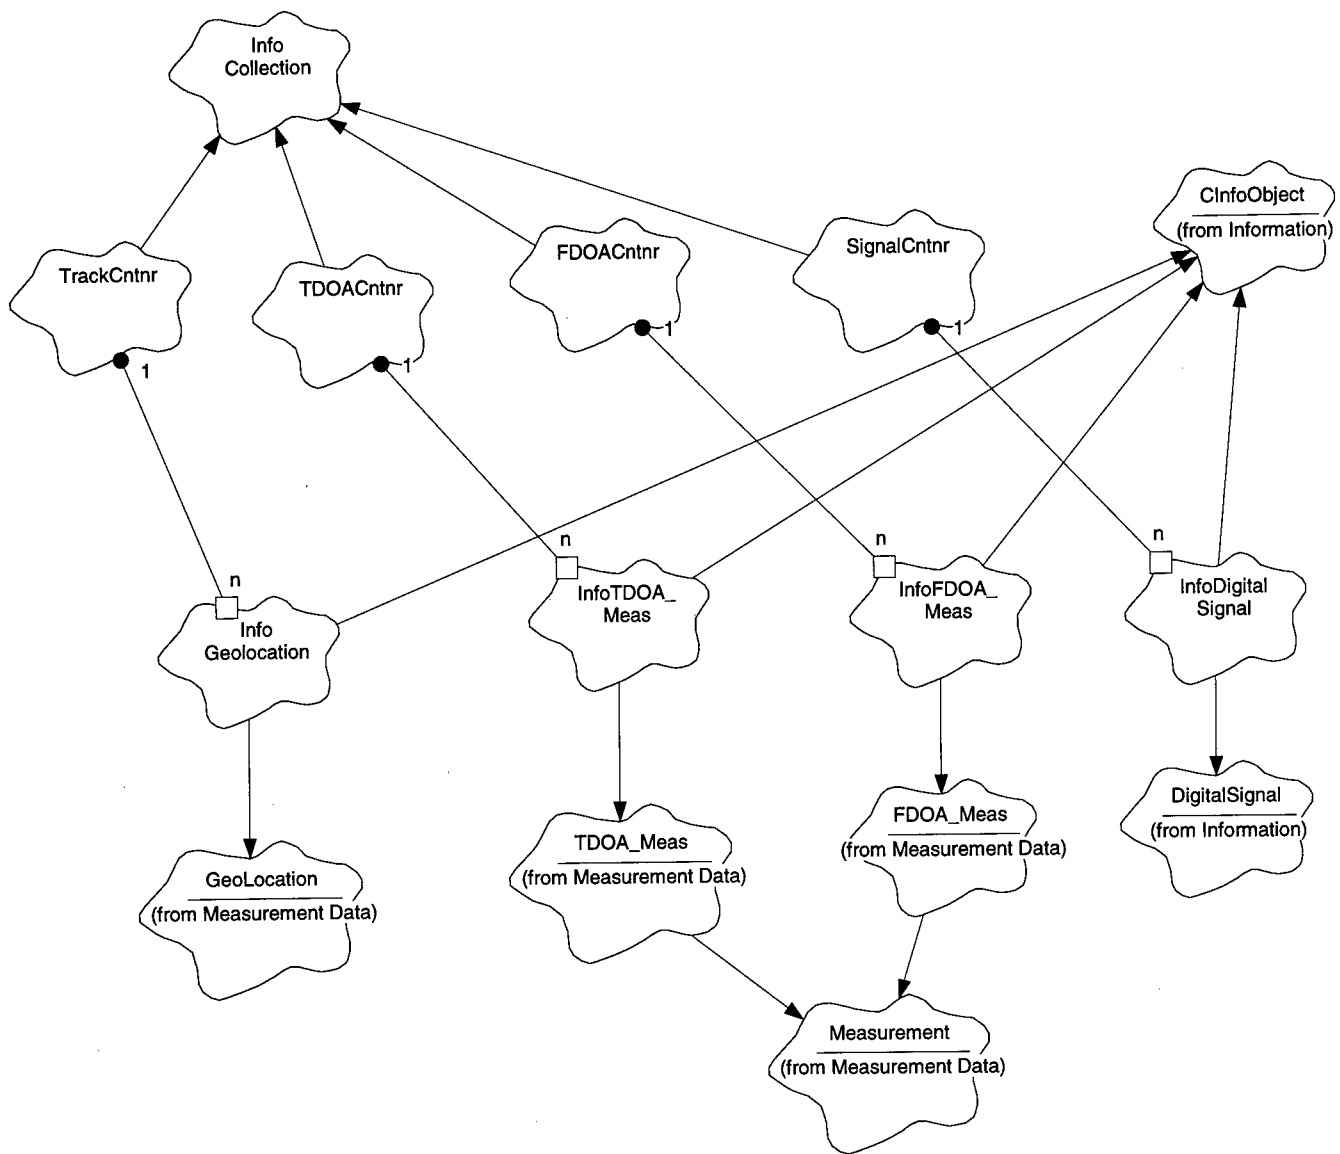 Info
Collection
CInfoObject
(from Information)
TrackCntnr
TDOACntnr
FDOACntnr
SignalCntnr
1
1
1
1
n
n
n
n
Info
Geolocation
InfoTDOA_
Meas
InfoFDOA_
Meas
InfoDigital
Signal
GeoLocation
(from Measurement Data)
TDOA_Meas
(from Measurement Data)
FDOA_Meas
(from Measurement Data)
DigitalSignal
(from Information)
Measurement
(from Measurement Data)